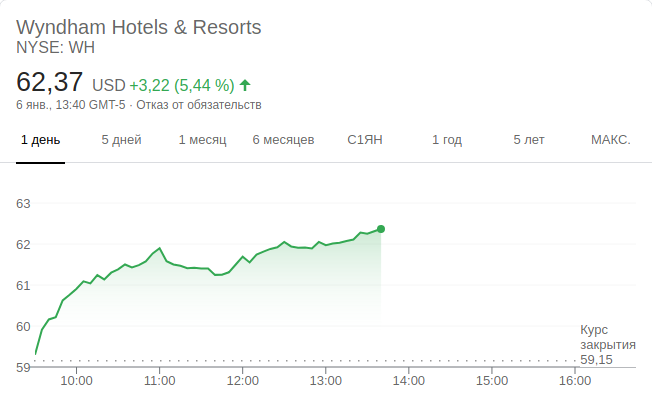 Wyndham Hotels & Resorts
NYSE: WH
62,37 USD +3,22 (5,44 %)
6 янв., 13:40 GMT-5 · Отказ от обязательств
1 день 5 дней 1 месяц 6 месяцев С1ЯН 1 год 5 лет МАКС.
63
62
61
60
Курс
закрытия
59,15
59
10:00 11:00 12:00 13:00 14:00 15:00 16:00